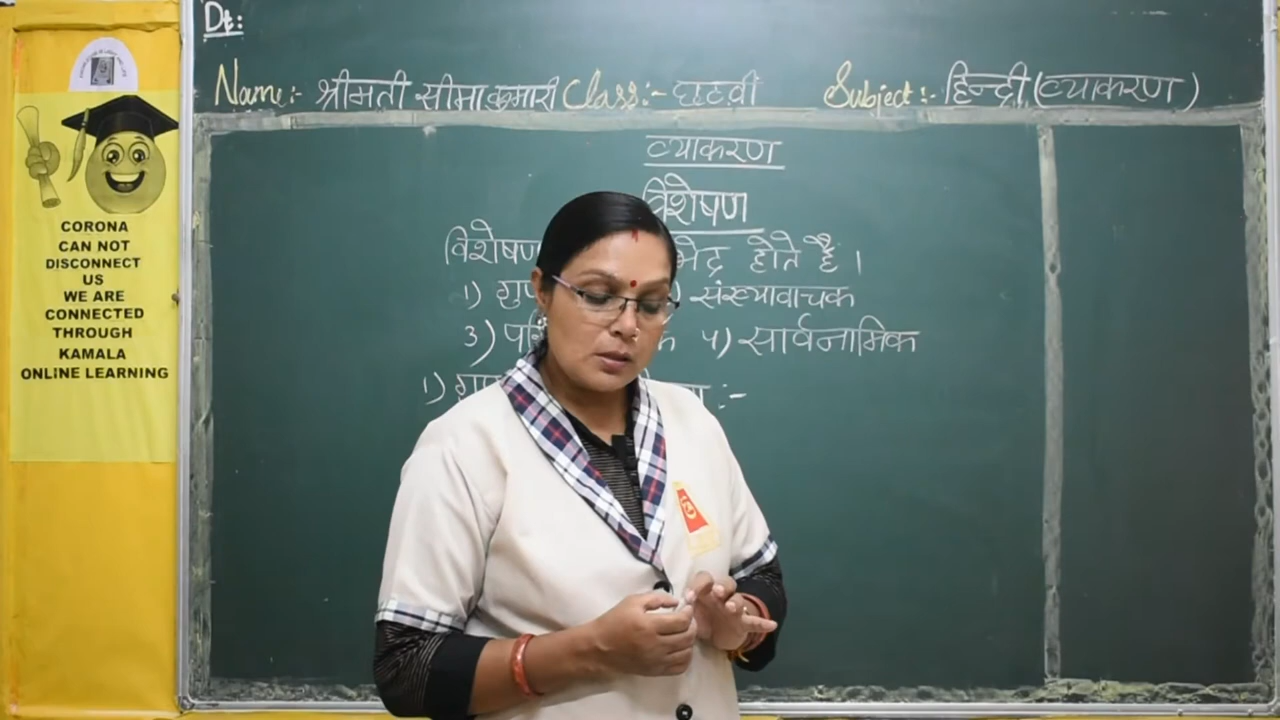 Dt:
Name:- श्रीमती सीमा कुमारी Class:- छठवी Subject:- हिन्दी (व्याकरण)
व्याकरण
विशेषण
विशेषण भेद होते है।
1) गुण संख्यावाचक
3) परि क 4) सार्वनामिक
1) गुण :-
CORONA
CAN NOT
DISCONNECT
US
WE ARE
CONNECTED
THROUGH
KAMALA
ONLINE LEARNING